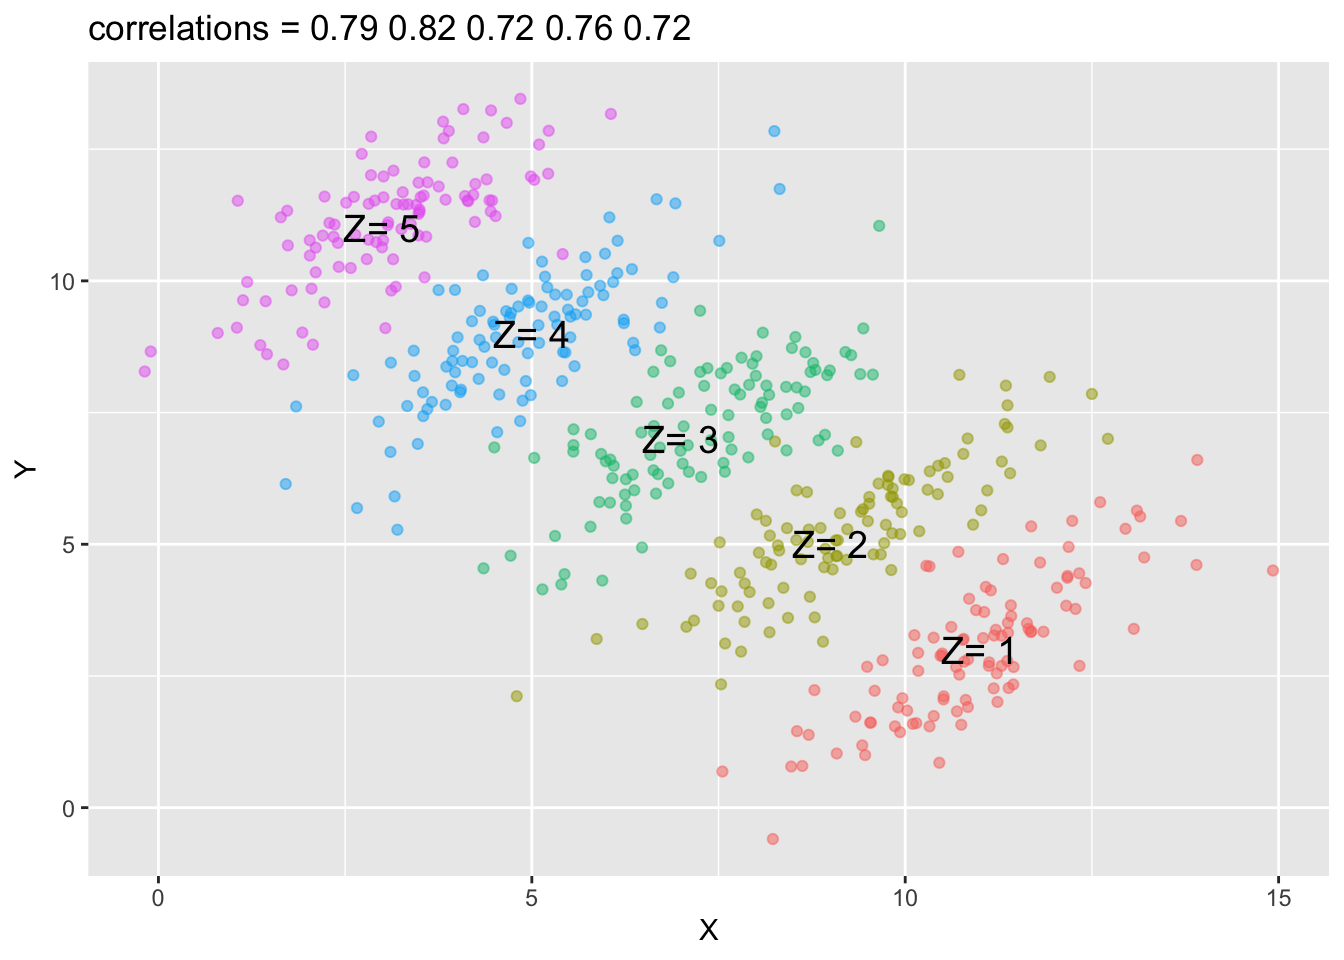 correlations = 0.79 0.82 0.72 0.76 0.72
Z= 5
Z= 4
Z= 3
Z= 2
Z= 1
10
5
0
Y
0
5
10
15
X